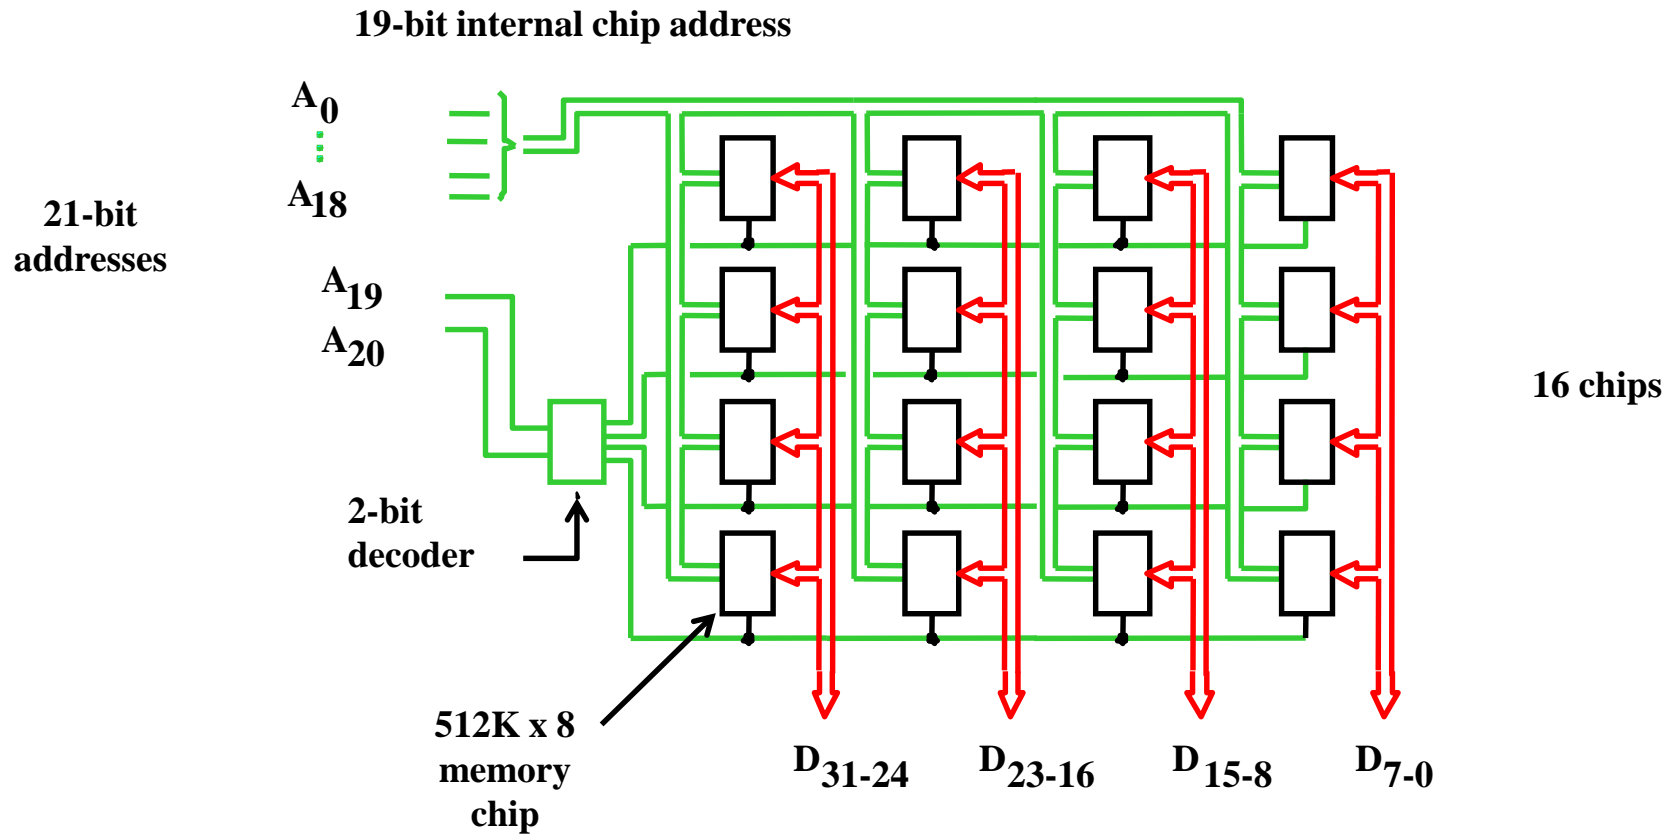 19-bit internal chip address
A0
A18
21-bit
addresses
A19
A20
16 chips
2-bit
decoder
512K x 8
memory
chip
D31-24
D23-16
D15-8
D7-0